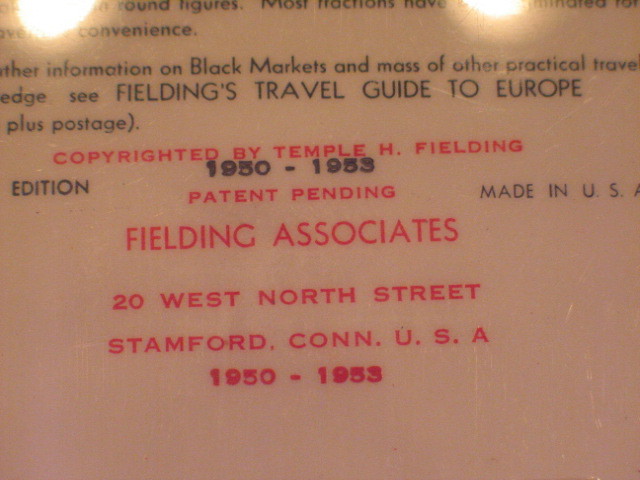 round figures. Most fractions have
convenience.
information on Black Markets and mass of other practical travel
see FIELDING'S TRAVEL GUIDE TO EUROPE
plus postage).
COPYRIGHTED BY TEMPLE H. FIELDING
1950 - 1953
EDITION
PATENT PENDING
MADE IN U. S. A
FIELDING ASSOCIATES
20 WEST NORTH STREET
STAMFORD, CONN. U. S. A
1950 - 1953